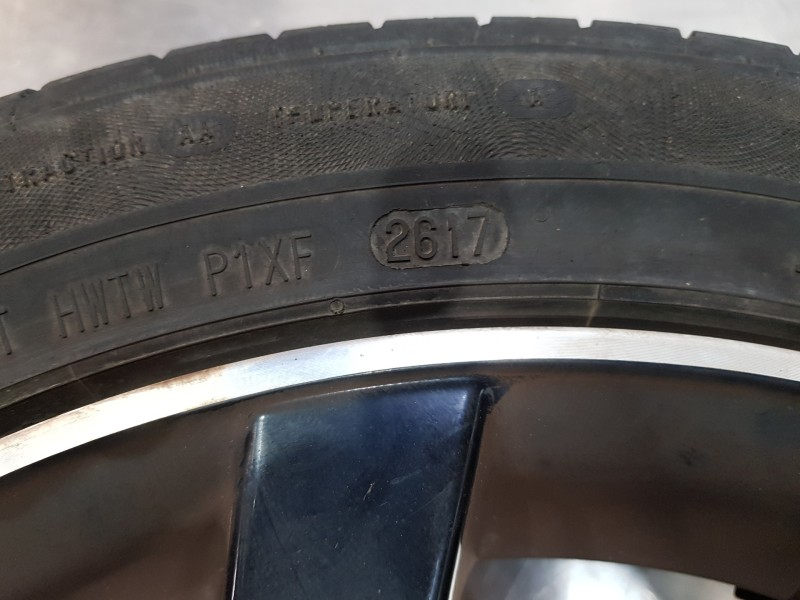 TRACTION AA TEMPERATURE A
T HWTW P1XF 2617